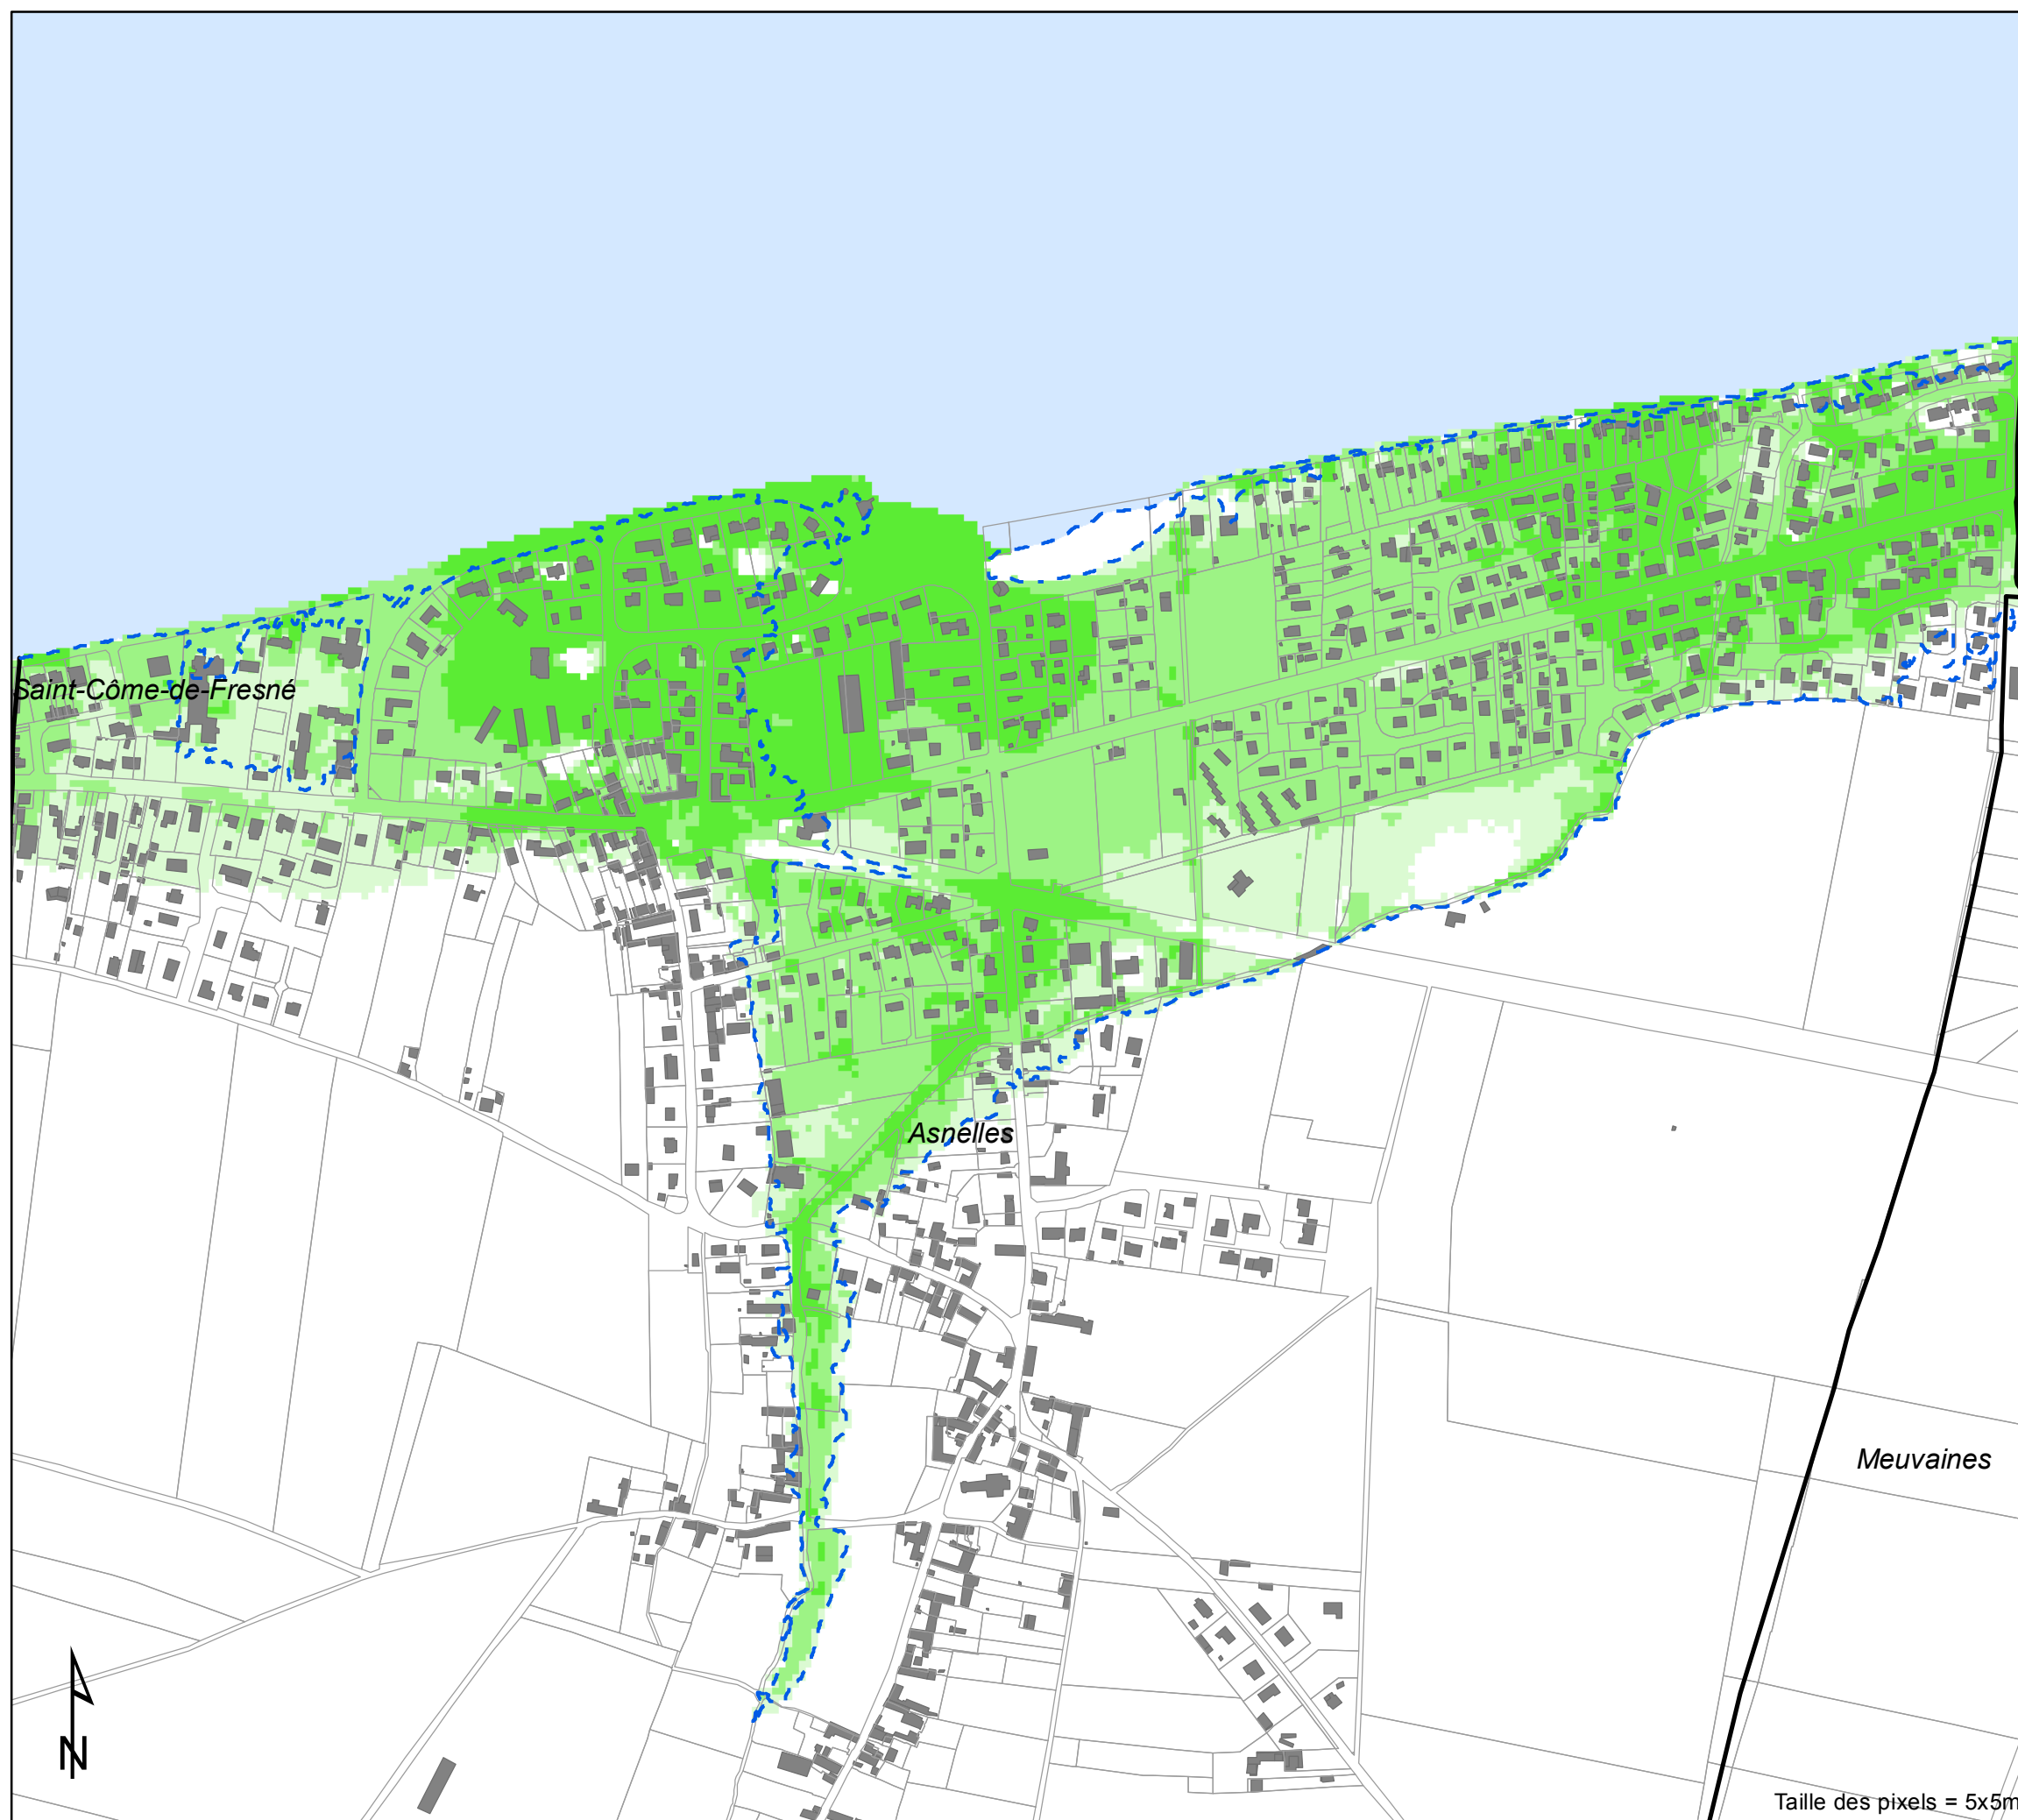 Saint-Côme-de-Fresné
Asnelles
Meuvaines
N
Taille des pixels = 5x5m